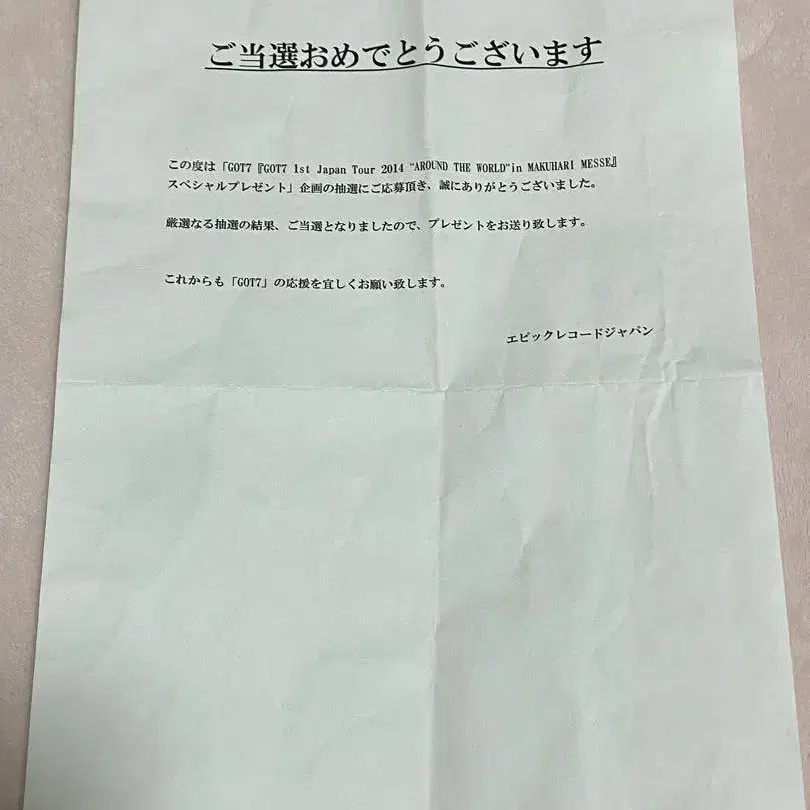 ご当選おめでとうございます
この度は「GOT7『GOT7 1st Japan Tour 2014 “AROUND THE WORLD”in MAKUHARI MESSE』
スペシャルプレゼント」企画の抽選にご応募頂き、誠にありがとうございました。
厳選なる抽選の結果、ご当選となりましたので、プレゼントをお送り致します。
これからも「GOT7」の応援を宜しくお願い致します。
エピックレコードジャパン